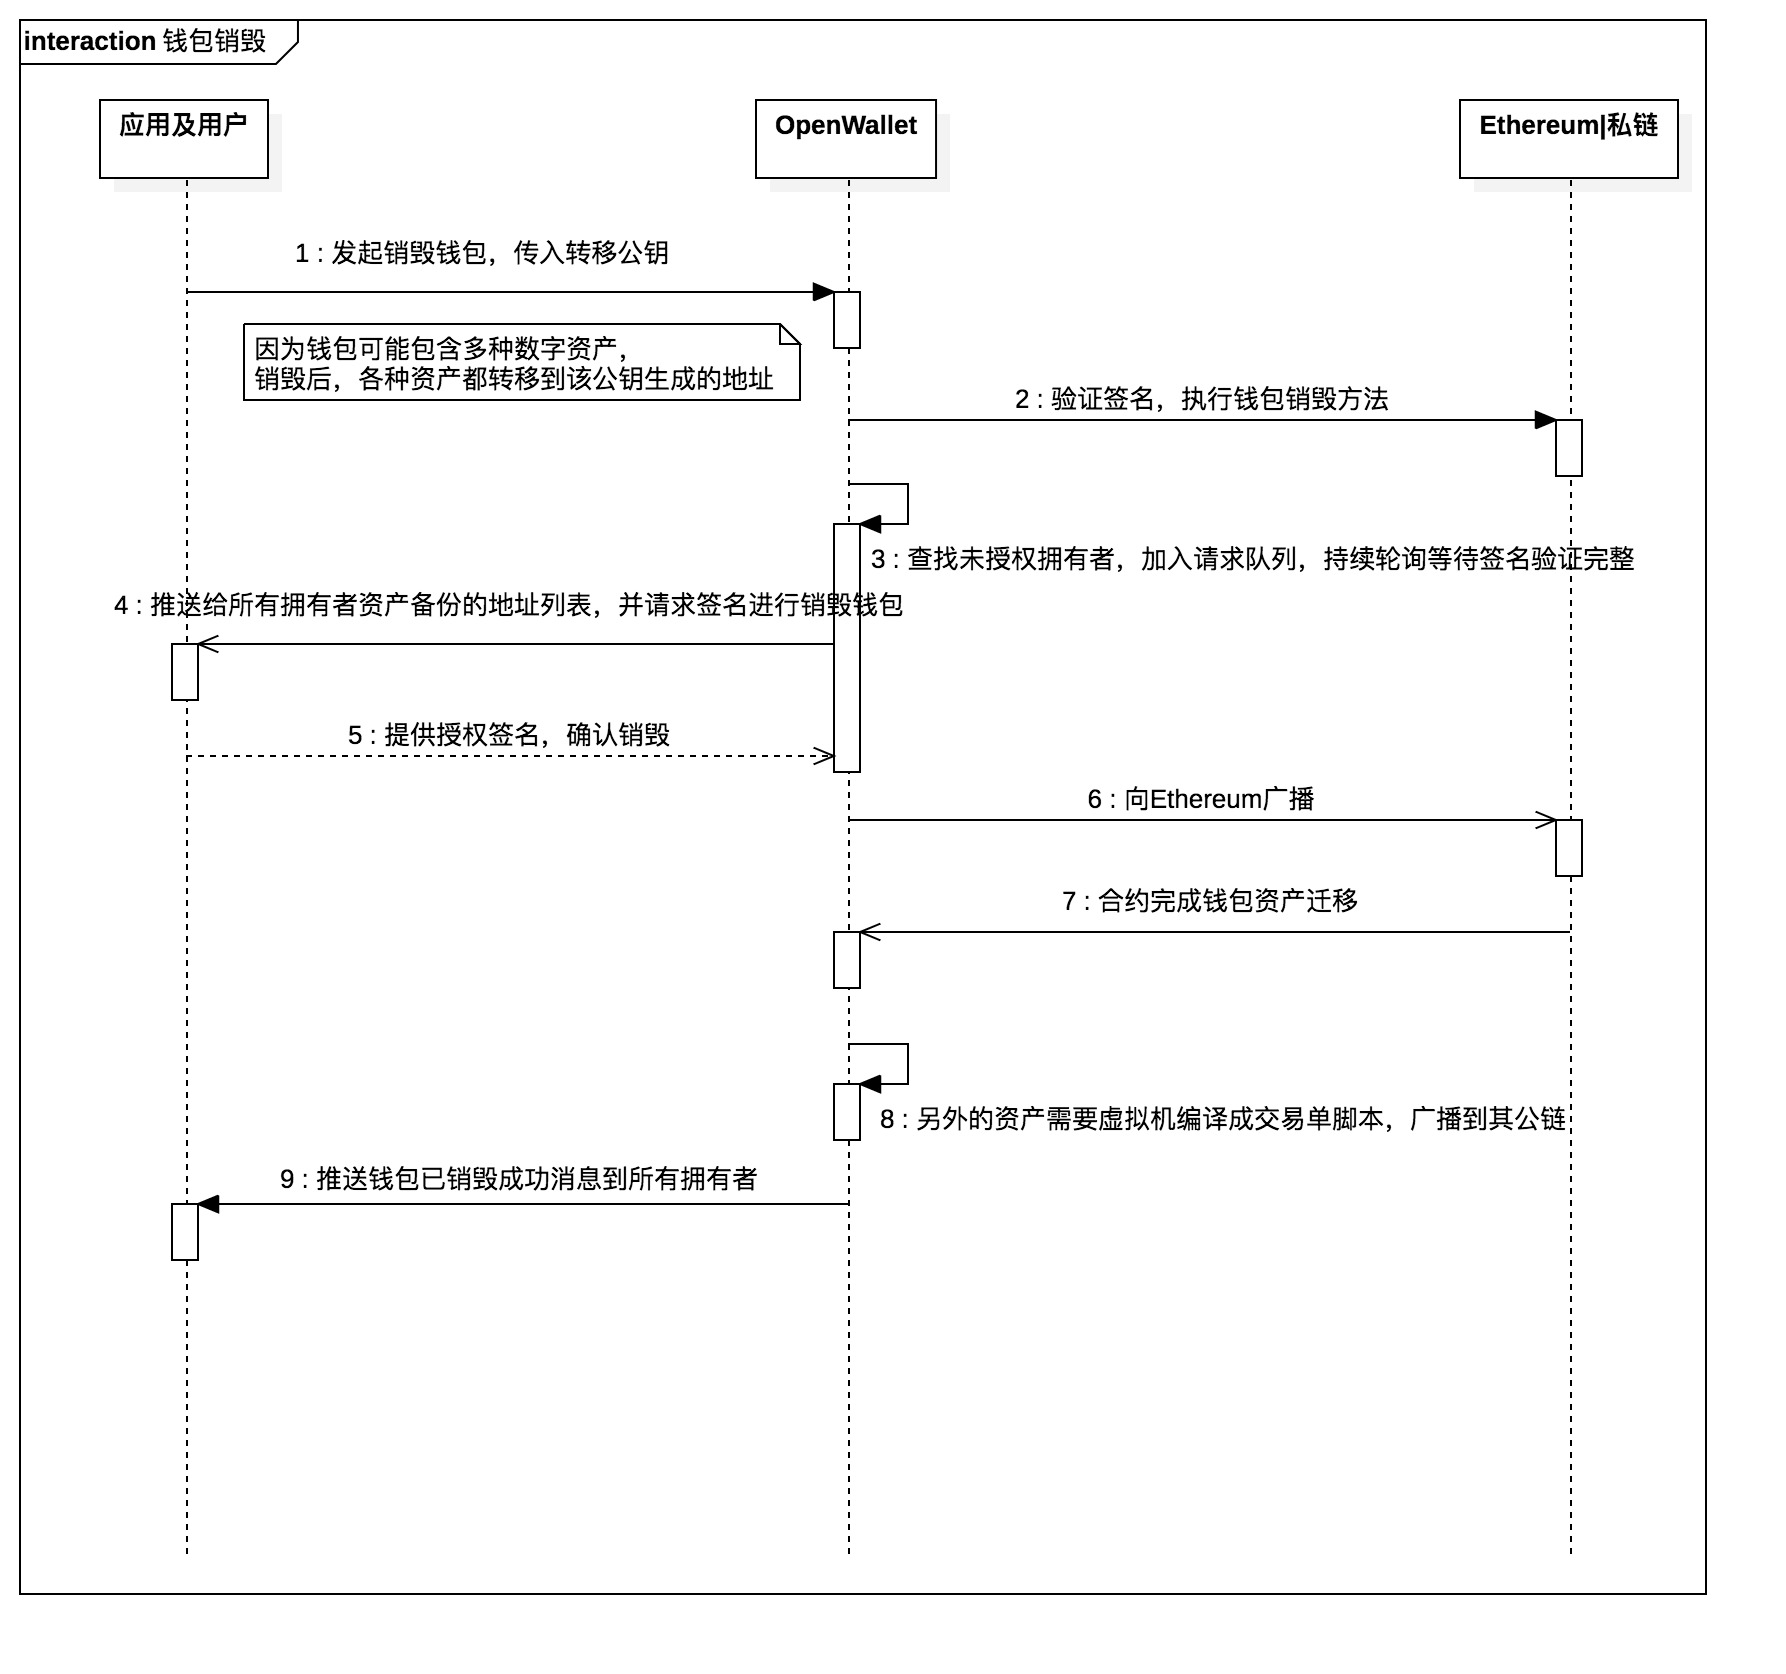 interaction 钱包销毁
应用及用户
OpenWallet
Ethereum|私链
1 : 发起销毁钱包，传入转移公钥
因为钱包可能包含多种数字资产，
销毁后，各种资产都转移到该公钥生成的地址
2 : 验证签名，执行钱包销毁方法
3 : 查找未授权拥有者，加入请求队列，持续轮询等待签名验证完整
4 : 推送给所有拥有者资产备份的地址列表，并请求签名进行销毁钱包
5 : 提供授权签名，确认销毁
6 : 向Ethereum广播
7 : 合约完成钱包资产迁移
8 : 另外的资产需要虚拟机编译成交易单脚本，广播到其公链
9 : 推送钱包已销毁成功消息到所有拥有者